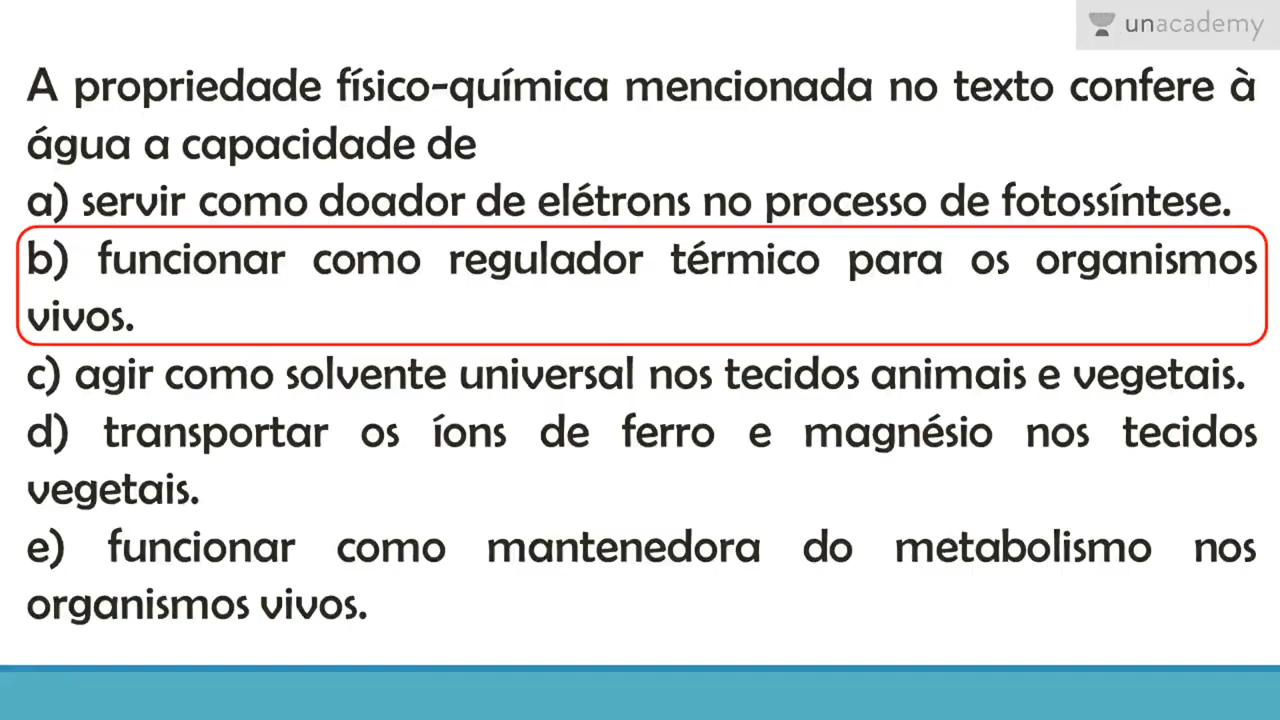 unacademy
A propriedade físico-química mencionada no texto confere à
água a capacidade de
a) servir como doador de elétrons no processo de fotossíntese.
b) funcionar como regulador térmico para os organismos
vivos.
c) agir como solvente universal nos tecidos animais e vegetais.
d) transportar os íons de ferro e magnésio nos tecidos
vegetais.
e) funcionar como mantenedora do metabolismo nos
organismos vivos.